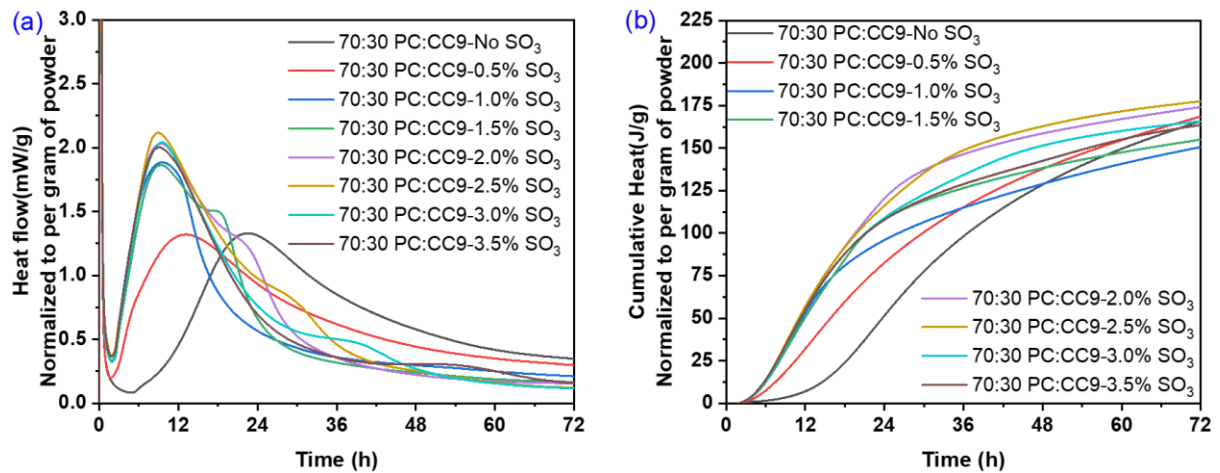 (a)
Heat flow(mW/g)
Normalized to per gram of powder
3.0
2.5
2.0
1.5
1.0
0.5
0.0
70:30 PC:CC9-No SO₃
70:30 PC:CC9-0.5% SO₃
70:30 PC:CC9-1.0% SO₃
70:30 PC:CC9-1.5% SO₃
70:30 PC:CC9-2.0% SO₃
70:30 PC:CC9-2.5% SO₃
70:30 PC:CC9-3.0% SO₃
70:30 PC:CC9-3.5% SO₃
0 12 24 36 48 60 72
Time (h)
(b)
Cumulative Heat(J/g)
Normalized to per gram of powder
225
200
175
150
125
100
75
50
25
0
70:30 PC:CC9-No SO₃
70:30 PC:CC9-0.5% SO₃
70:30 PC:CC9-1.0% SO₃
70:30 PC:CC9-1.5% SO₃
70:30 PC:CC9-2.0% SO₃
70:30 PC:CC9-2.5% SO₃
70:30 PC:CC9-3.0% SO₃
70:30 PC:CC9-3.5% SO₃
0 12 24 36 48 60 72
Time (h)